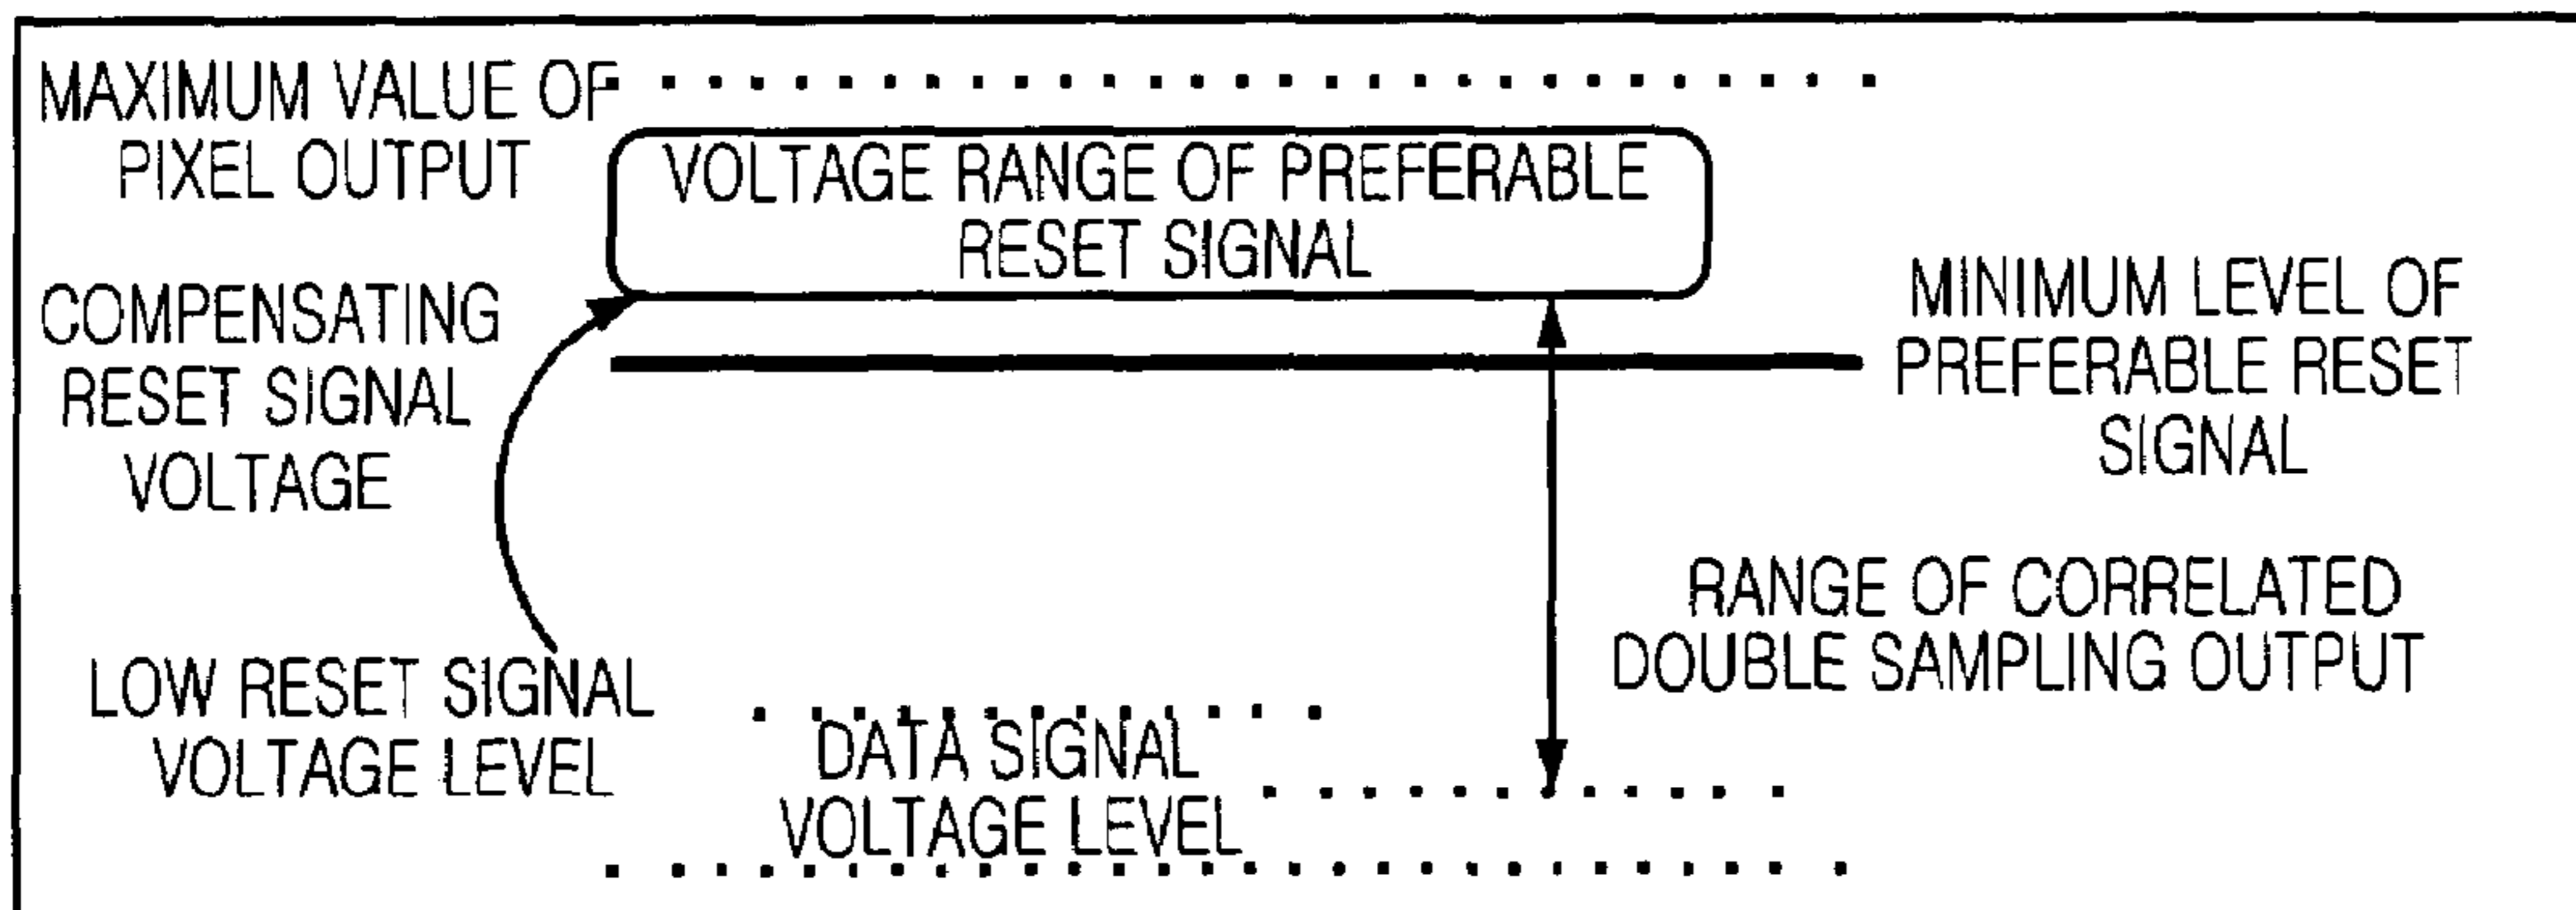 MAXIMUM VALUE OF
PIXEL OUTPUT
VOLTAGE RANGE OF PREFERABLE
RESET SIGNAL
COMPENSATING
RESET SIGNAL
VOLTAGE
MINIMUM LEVEL OF
PREFERABLE RESET
SIGNAL
RANGE OF CORRELATED
DOUBLE SAMPLING OUTPUT
LOW RESET SIGNAL
VOLTAGE LEVEL
DATA SIGNAL
VOLTAGE LEVEL